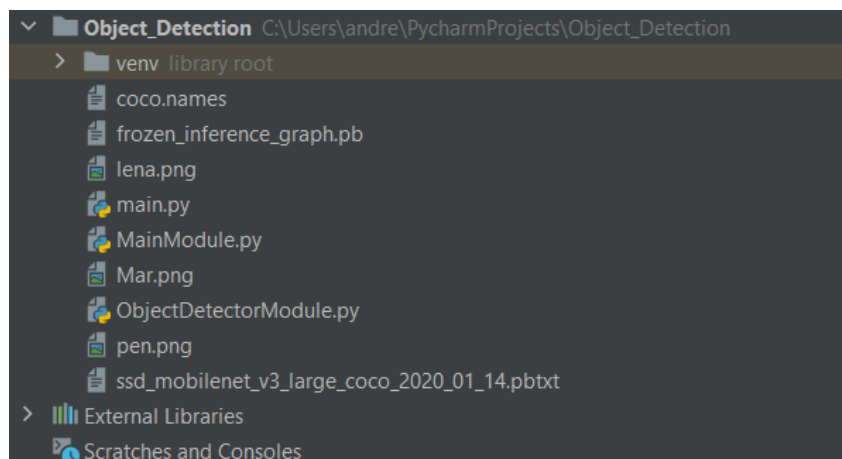 Object_Detection C:\Users\andre\PycharmProjects\Object_Detection
venv library root
coco.names
frozen_inference_graph.pb
lena.png
main.py
MainModule.py
Mar.png
ObjectDetectorModule.py
pen.png
ssd_mobilenet_v3_large_coco_2020_01_14.pbtxt
External Libraries
Scratches and Consoles